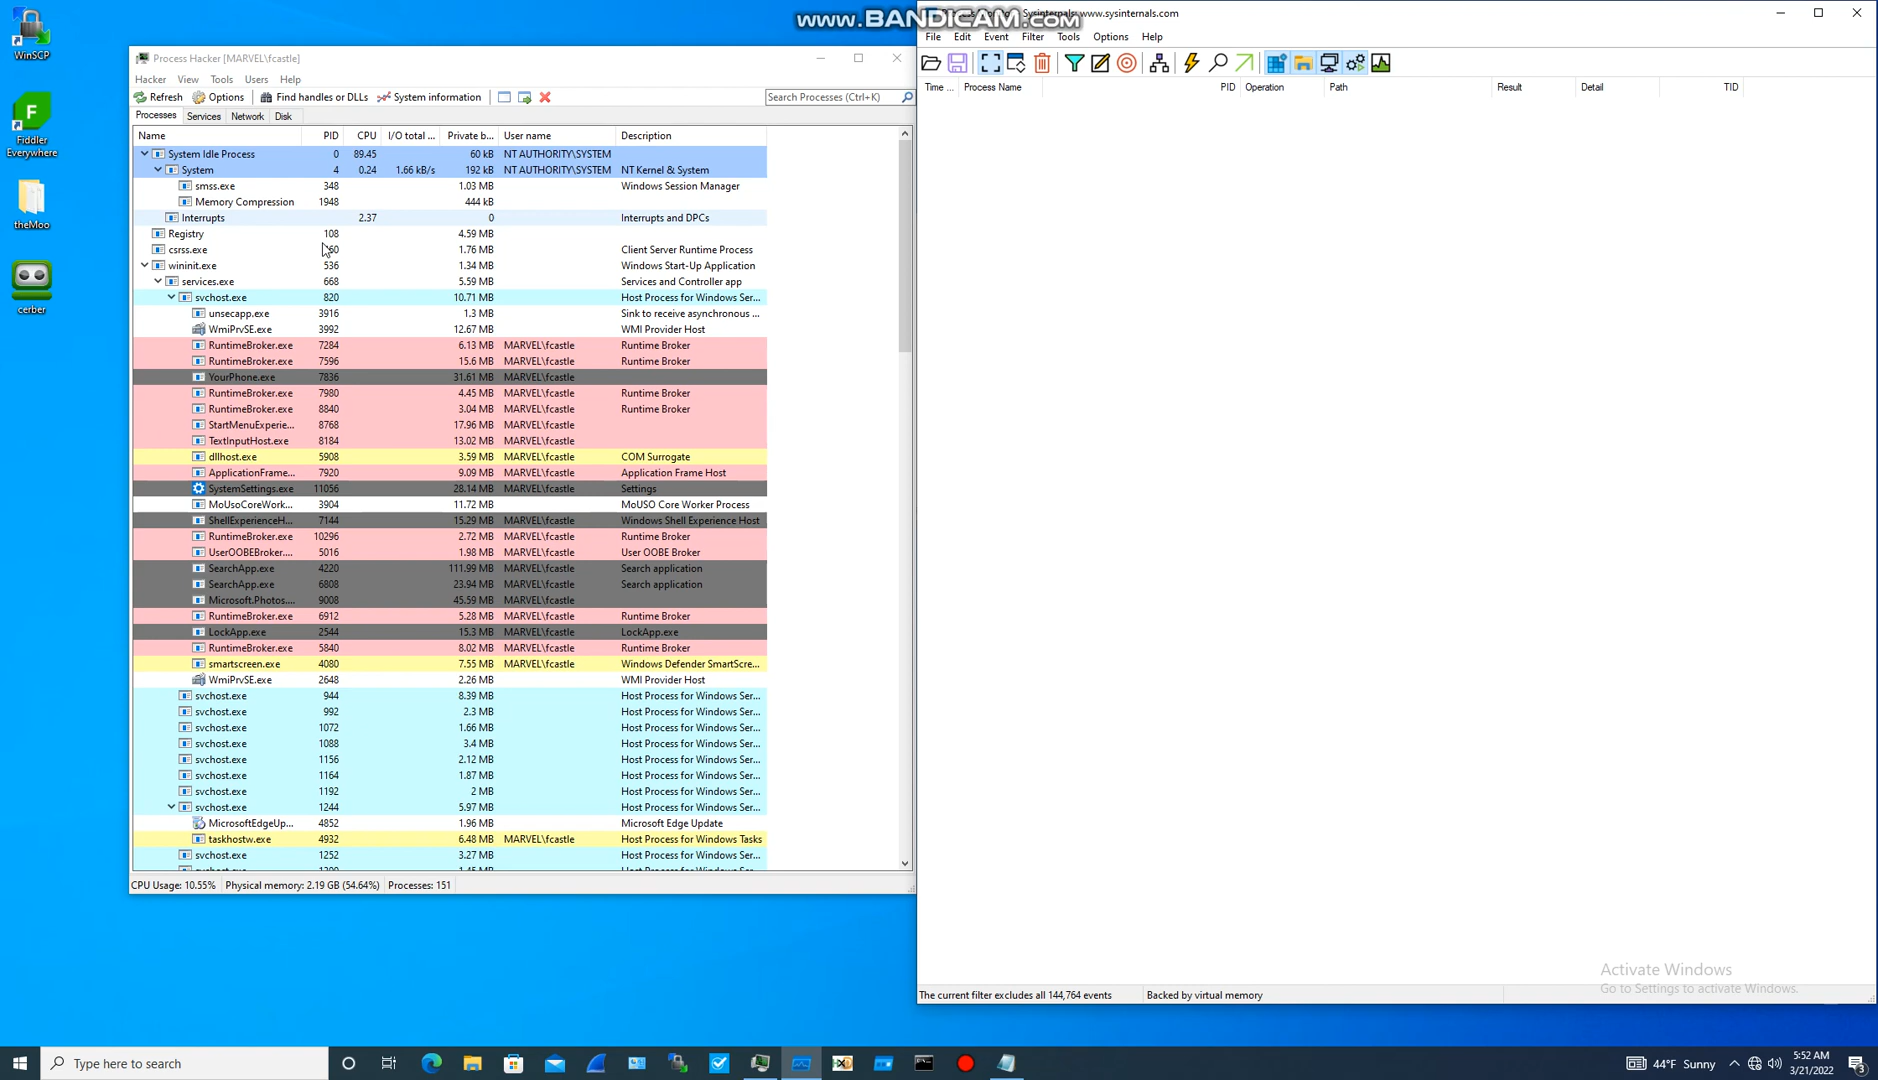 WinSCP
Fiddler
Everywhere
theMoo
cerber
www.BANDICAM.com
Process Hacker [MARVEL\fcastle]
Hacker View Tools Users Help
Refresh Options Find handles or DLLs System information Search Processes (Ctrl+K)
Processes Services Network Disk
Name PID CPU I/O total ... Private b... User name Description
System Idle Process 0 89.45 60 kB NT AUTHORITY\SYSTEM
System 4 0.24 1.66 kB/s 192 kB NT AUTHORITY\SYSTEM NT Kernel & System
smss.exe 348 1.03 MB Windows Session Manager
Memory Compression 1948 444 kB
Interrupts 2.37 0 Interrupts and DPCs
Registry 108 4.59 MB
csrss.exe 1.76 MB Client Server Runtime Process
wininit.exe 536 1.34 MB Windows Start-Up Application
services.exe 668 5.59 MB Services and Controller app
svchost.exe 820 10.71 MB Host Process for Windows Ser...
unsecapp.exe 3916 1.3 MB Sink to receive asynchronous ...
WmiPrvSE.exe 3992 12.67 MB WMI Provider Host
RuntimeBroker.exe 7284 6.13 MB MARVEL\fcastle Runtime Broker
RuntimeBroker.exe 7596 15.6 MB MARVEL\fcastle Runtime Broker
YourPhone.exe 7836 31.61 MB MARVEL\fcastle
RuntimeBroker.exe 7980 4.45 MB MARVEL\fcastle Runtime Broker
RuntimeBroker.exe 8840 3.04 MB MARVEL\fcastle Runtime Broker
StartMenuExperie... 8768 17.96 MB MARVEL\fcastle
TextInputHost.exe 8184 13.02 MB MARVEL\fcastle
dllhost.exe 5908 3.59 MB MARVEL\fcastle COM Surrogate
ApplicationFrame... 7920 9.09 MB MARVEL\fcastle Application Frame Host
SystemSettings.exe 11056 28.14 MB MARVEL\fcastle Settings
MoUsoCoreWork... 3904 11.72 MB MoUSO Core Worker Process
ShellExperienceH... 7144 15.29 MB MARVEL\fcastle Windows Shell Experience Host
RuntimeBroker.exe 10296 2.72 MB MARVEL\fcastle Runtime Broker
UserOOBEBroker.... 5016 1.98 MB MARVEL\fcastle User OOBE Broker
SearchApp.exe 4220 111.99 MB MARVEL\fcastle Search application
SearchApp.exe 6808 23.94 MB MARVEL\fcastle Search application
Microsoft.Photos.... 9008 45.59 MB MARVEL\fcastle
RuntimeBroker.exe 6912 5.28 MB MARVEL\fcastle Runtime Broker
LockApp.exe 2544 15.3 MB MARVEL\fcastle LockApp.exe
RuntimeBroker.exe 5840 8.02 MB MARVEL\fcastle Runtime Broker
smartscreen.exe 4080 7.55 MB MARVEL\fcastle Windows Defender SmartScre...
WmiPrvSE.exe 2648 2.26 MB WMI Provider Host
svchost.exe 944 8.39 MB Host Process for Windows Ser...
svchost.exe 992 2.3 MB Host Process for Windows Ser...
svchost.exe 1072 1.66 MB Host Process for Windows Ser...
svchost.exe 1088 3.4 MB Host Process for Windows Ser...
svchost.exe 1156 2.12 MB Host Process for Windows Ser...
svchost.exe 1164 1.87 MB Host Process for Windows Ser...
svchost.exe 1192 2 MB Host Process for Windows Ser...
svchost.exe 1244 5.97 MB Host Process for Windows Ser...
MicrosoftEdgeUp... 4852 1.96 MB Microsoft Edge Update
taskhostw.exe 4932 6.48 MB MARVEL\fcastle Host Process for Windows Tasks
svchost.exe 1252 3.27 MB Host Process for Windows Ser...
CPU Usage: 10.55% Physical memory: 2.19 GB (54.64%) Processes: 151
Sysinternals: www.sysinternals.com
File Edit Event Filter Tools Options Help
Time ... Process Name PID Operation Path Result Detail TID
Activate Windows
Go to Settings to activate Windows.
The current filter excludes all 144,764 events Backed by virtual memory
Type here to search
44°F Sunny
5:52 AM
3/21/2022
3